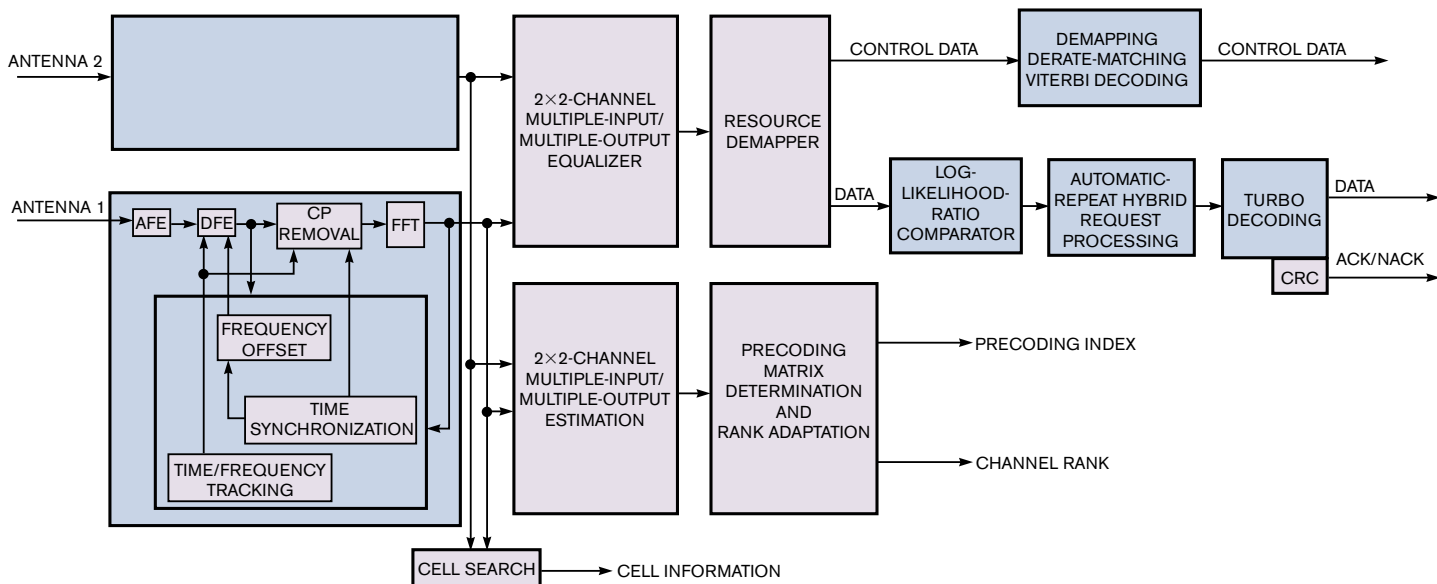 ANTENNA 2
2×2-CHANNEL
MULTIPLE-INPUT/
MULTIPLE-OUTPUT
EQUALIZER
RESOURCE
DEMAPPER
CONTROL DATA
DEMAPPING
DERATE-MATCHING
VITERBI DECODING
CONTROL DATA
DATA
LOG-
LIKELIHOOD-
RATIO
COMPARATOR
AUTOMATIC-
REPEAT HYBRID
REQUEST
PROCESSING
TURBO
DECODING
DATA
CRC
ACK/NACK
ANTENNA 1
AFE
DFE
CP
REMOVAL
FFT
FREQUENCY
OFFSET
TIME
SYNCHRONIZATION
TIME/FREQUENCY
TRACKING
2×2-CHANNEL
MULTIPLE-INPUT/
MULTIPLE-OUTPUT
ESTIMATION
PRECODING
MATRIX
DETERMINATION
AND
RANK ADAPTATION
PRECODING INDEX
CHANNEL RANK
CELL SEARCH
CELL INFORMATION